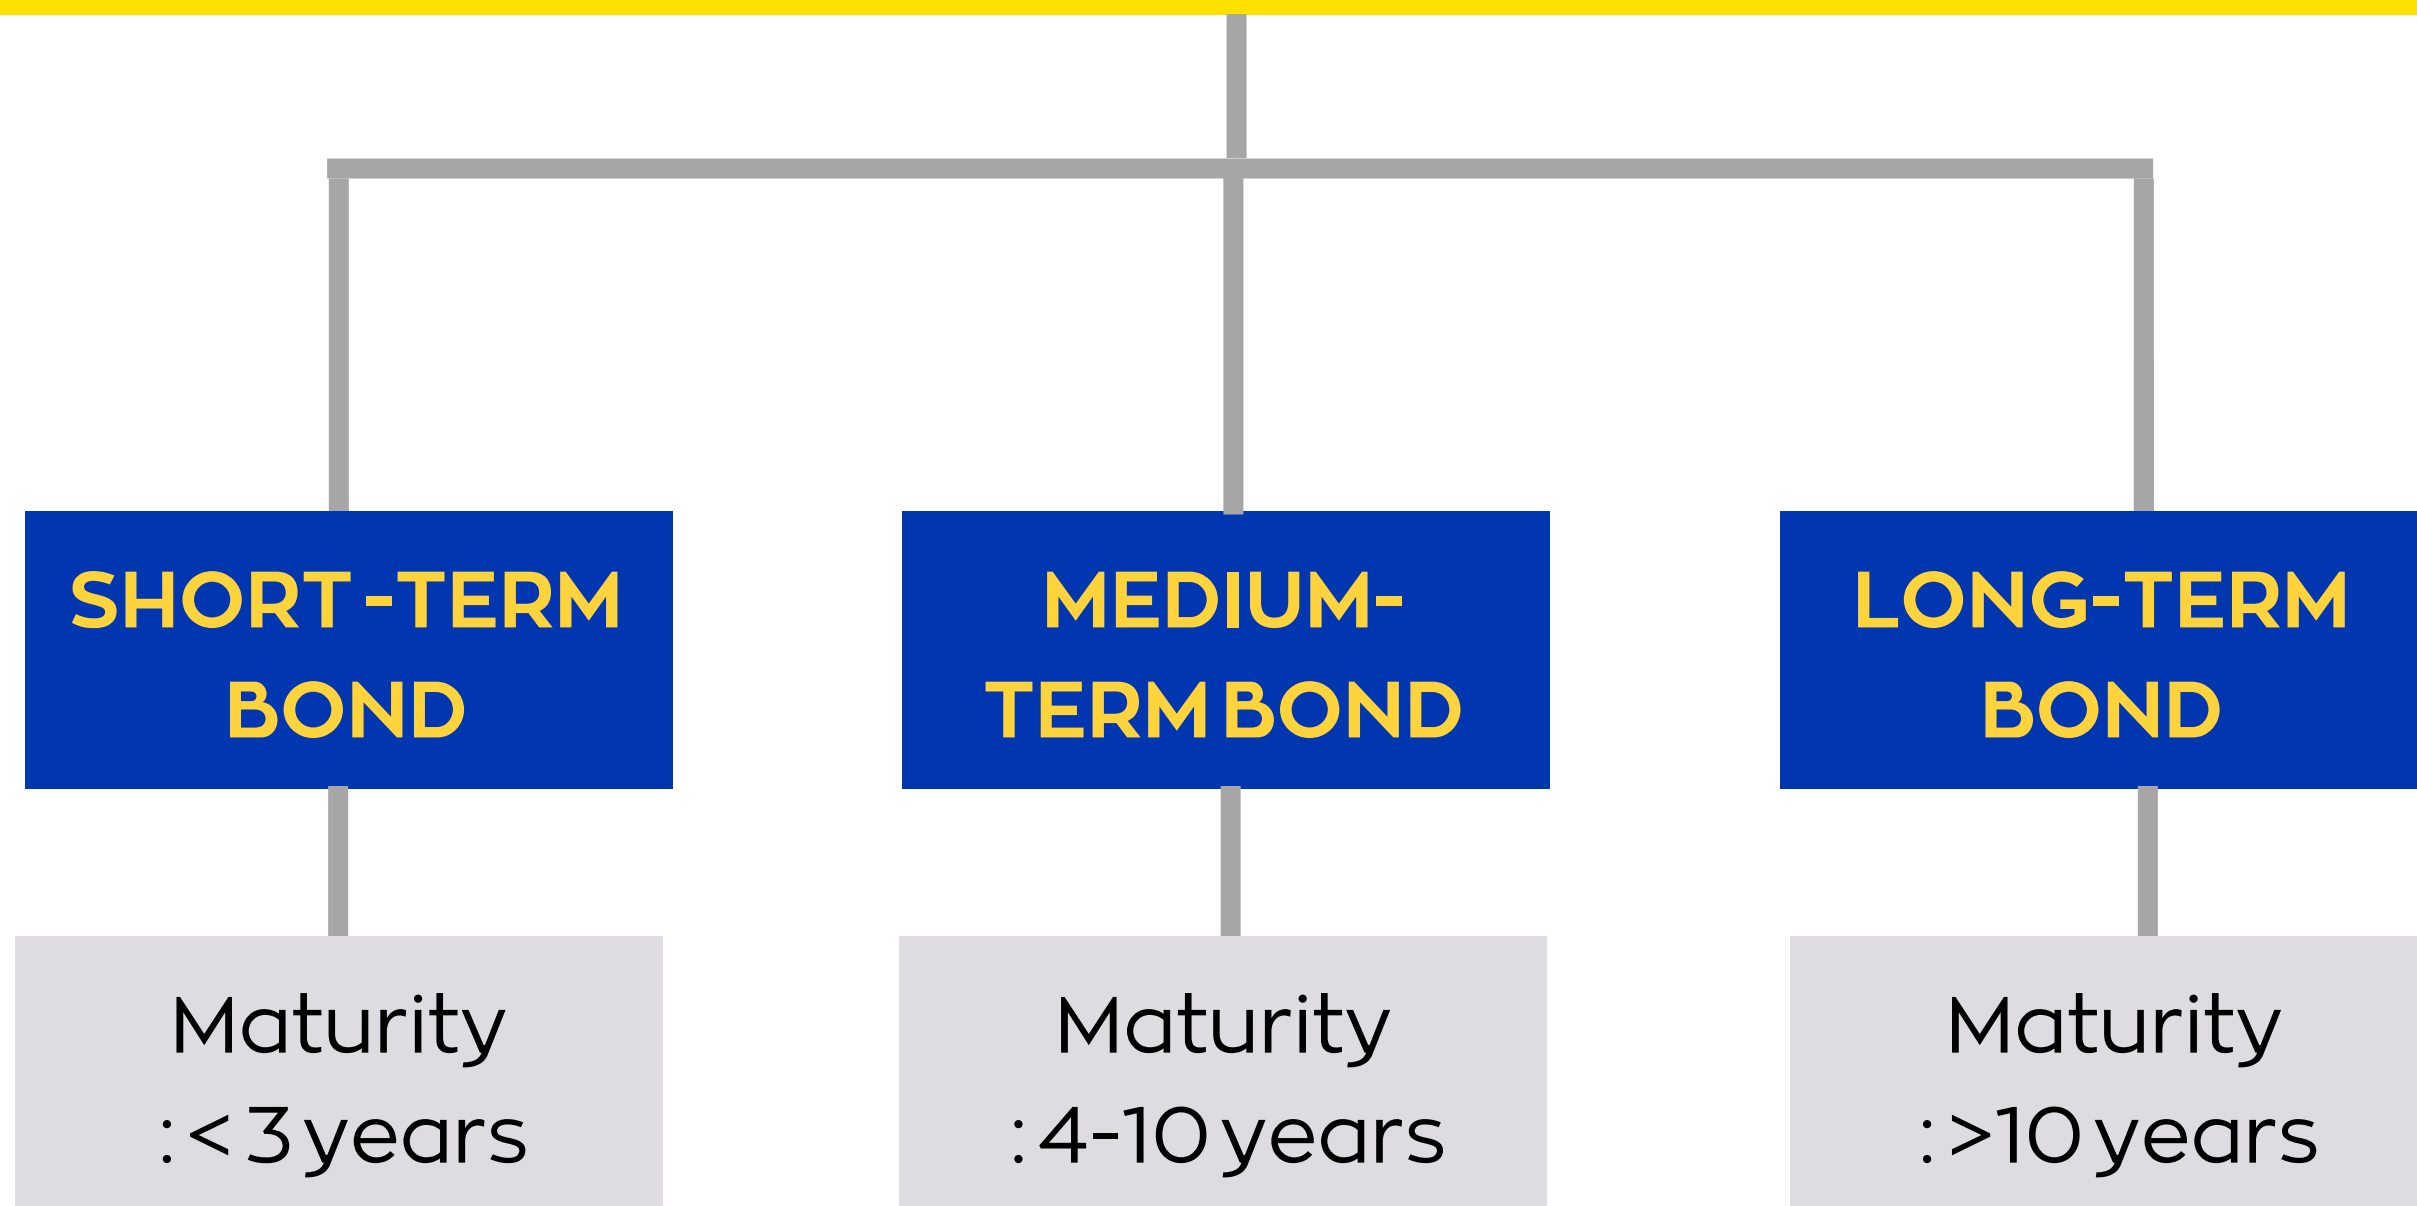 SHORT-TERM
BOND
MEDIUM-
TERM BOND
LONG-TERM
BOND
Maturity
: < 3 years
Maturity
: 4-10 years
Maturity
: >10 years